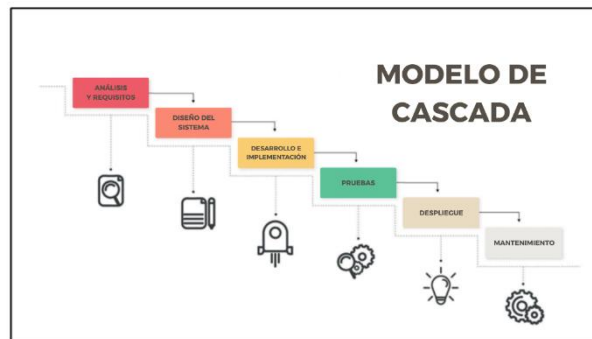 MODELO DE
CASCADA
ANÁLISIS
Y REQUISITOS
DISEÑO DEL
SISTEMA
DESARROLLO E
IMPLEMENTACIÓN
PRUEBAS
DESPLIEGUE
MANTENIMIENTO